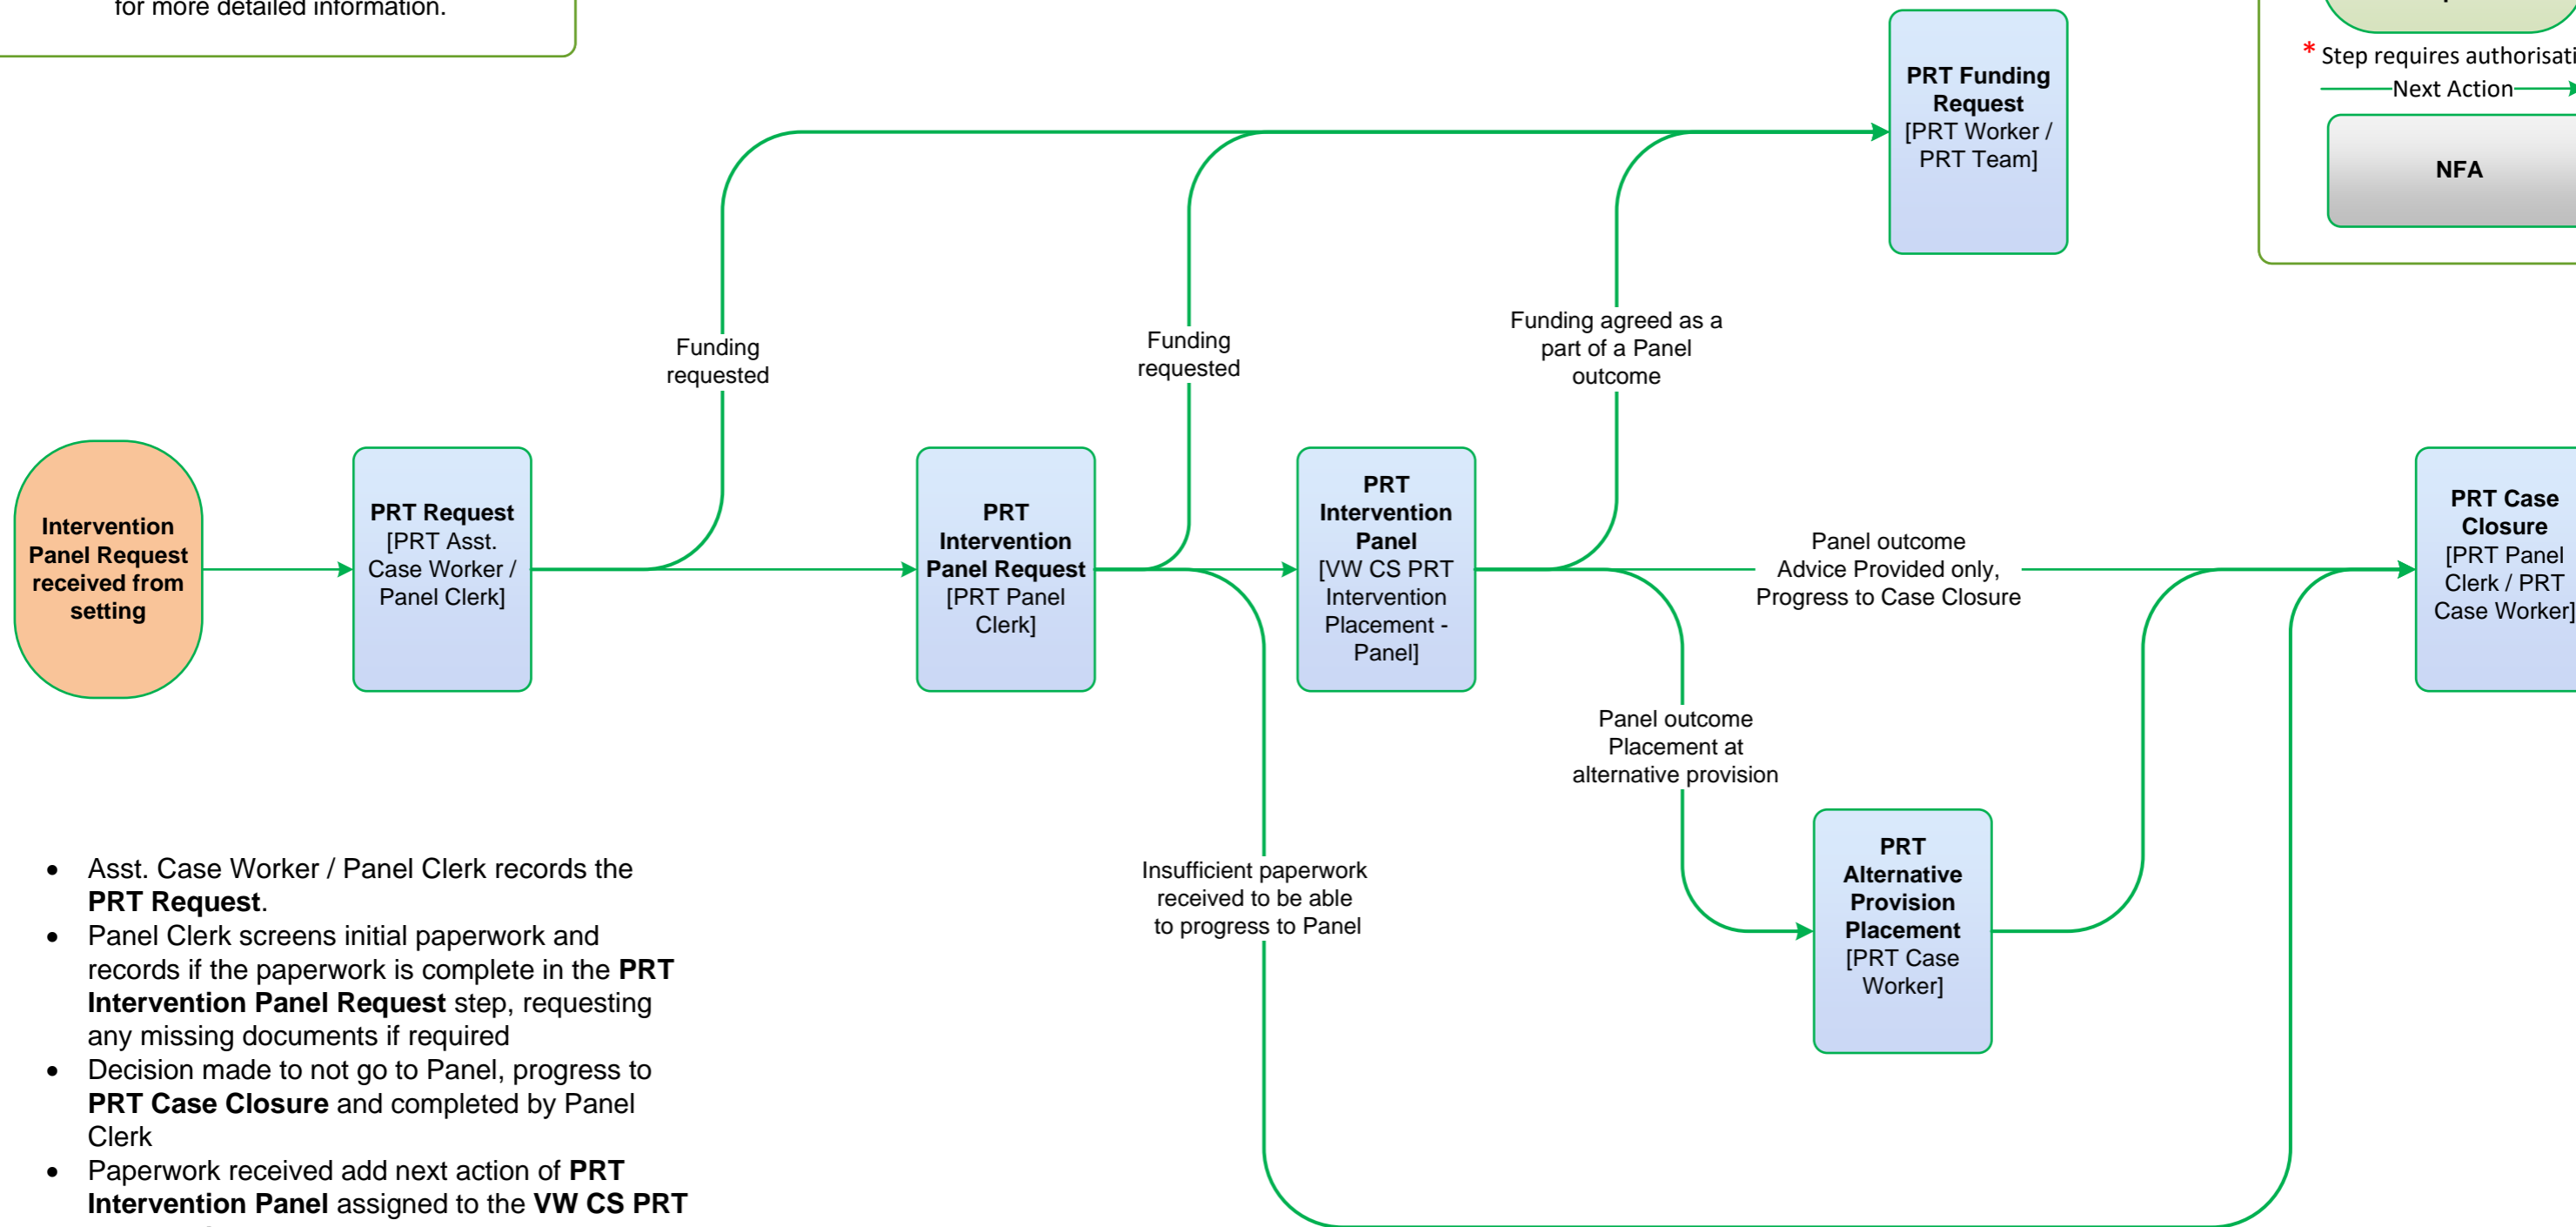 for more detailed information.
* Step requires authorisati
Next Action
NFA
PRT Funding
Request
[PRT Worker /
PRT Team]
Funding
requested
Funding
requested
Funding agreed as a
part of a Panel
outcome
Intervention
Panel Request
received from
setting
PRT Request
[PRT Asst.
Case Worker /
Panel Clerk]
PRT
Intervention
Panel Request
[PRT Panel
Clerk]
PRT
Intervention
Panel
[VW CS PRT
Intervention
Placement -
Panel]
Panel outcome
Advice Provided only,
Progress to Case Closure
PRT Case
Closure
[PRT Panel
Clerk / PRT
Case Worker]
Panel outcome
Placement at
alternative provision
PRT
Alternative
Provision
Placement
[PRT Case
Worker]
Insufficient paperwork
received to be able
to progress to Panel
• Asst. Case Worker / Panel Clerk records the
PRT Request.
• Panel Clerk screens initial paperwork and
records if the paperwork is complete in the PRT
Intervention Panel Request step, requesting
any missing documents if required
• Decision made to not go to Panel, progress to
PRT Case Closure and completed by Panel
Clerk
• Paperwork received add next action of PRT
Intervention Panel assigned to the VW CS PRT